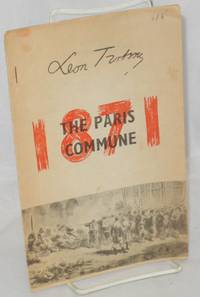 Leon Trotsky
1871
THE PARIS
COMMUNE